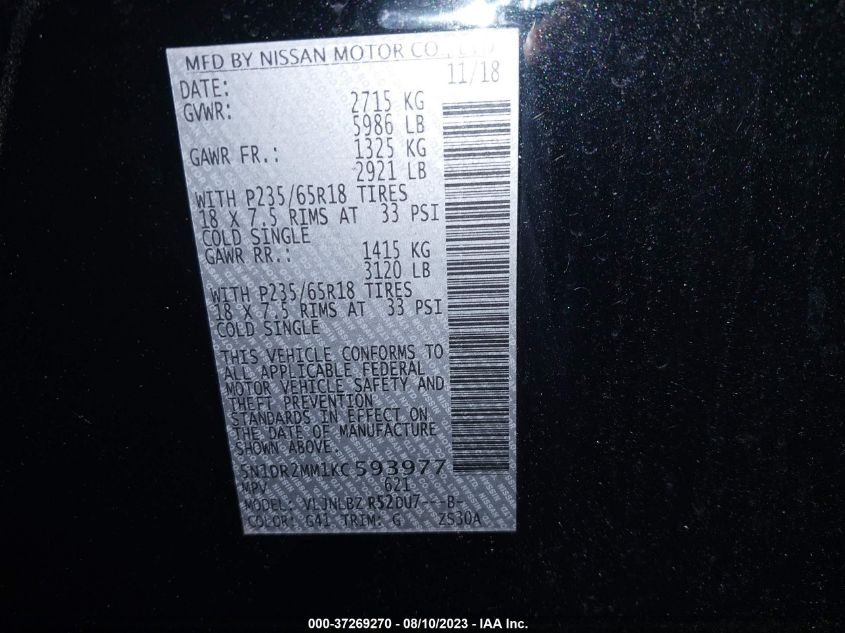 MFD BY NISSAN MOTOR CO., LTD
DATE: 11/18
GVWR: 2715 KG
5986 LB
GAWR FR.: 1325 KG
2921 LB
WITH P235/65R18 TIRES
18 X 7.5 RIMS AT 33 PSI
COLD SINGLE
GAWR RR.: 1415 KG
3120 LB
WITH P235/65R18 TIRES
18 X 7.5 RIMS AT 33 PSI
COLD SINGLE
THIS VEHICLE CONFORMS TO
ALL APPLICABLE FEDERAL
MOTOR VEHICLE SAFETY AND
THEFT PREVENTION
STANDARDS IN EFFECT ON
THE DATE OF MANUFACTURE
SHOWN ABOVE.
5N1DR2MM1KC593977
MPV 621
MODEL: VLJNLBZ R52DU7---B-
COLOR: G41 TRIM: G ZS30A
000-37269270 - 08/10/2023 - IAA Inc.